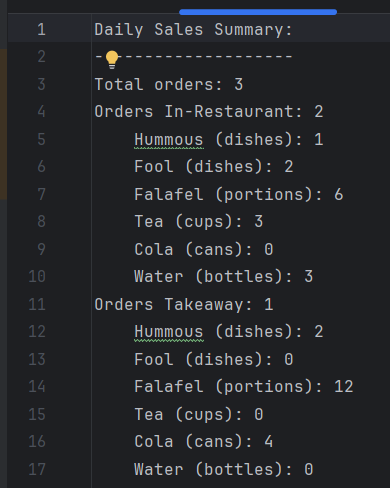 1 Daily Sales Summary:
2 -------------------
3 Total orders: 3
4 Orders In-Restaurant: 2
5 Hummous (dishes): 1
6 Fool (dishes): 2
7 Falafel (portions): 6
8 Tea (cups): 3
9 Cola (cans): 0
10 Water (bottles): 3
11 Orders Takeaway: 1
12 Hummous (dishes): 2
13 Fool (dishes): 0
14 Falafel (portions): 12
15 Tea (cups): 0
16 Cola (cans): 4
17 Water (bottles): 0